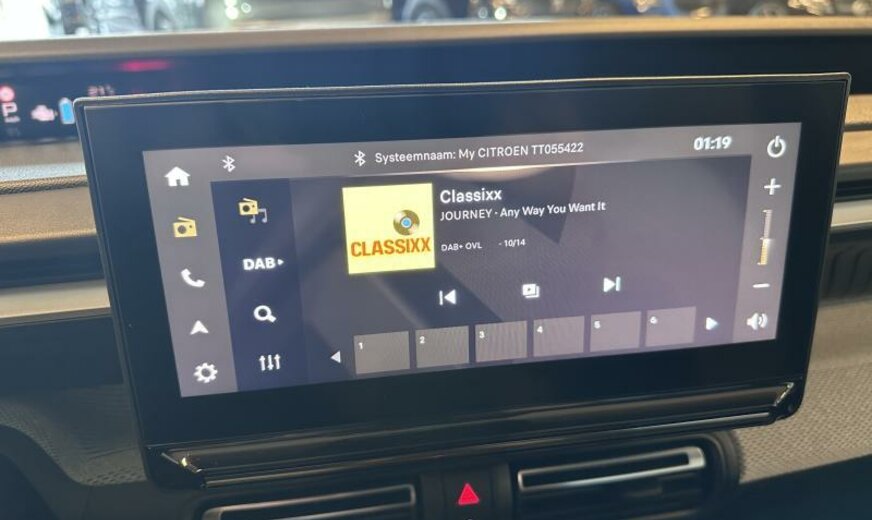 21°
P
Systeemnaam: My CITROEN TT055422
01:19
Classixx
JOURNEY · Any Way You Want It
CLASSIXX
DAB+ OVL - 10/14
DAB
1 2 3 4 5 6